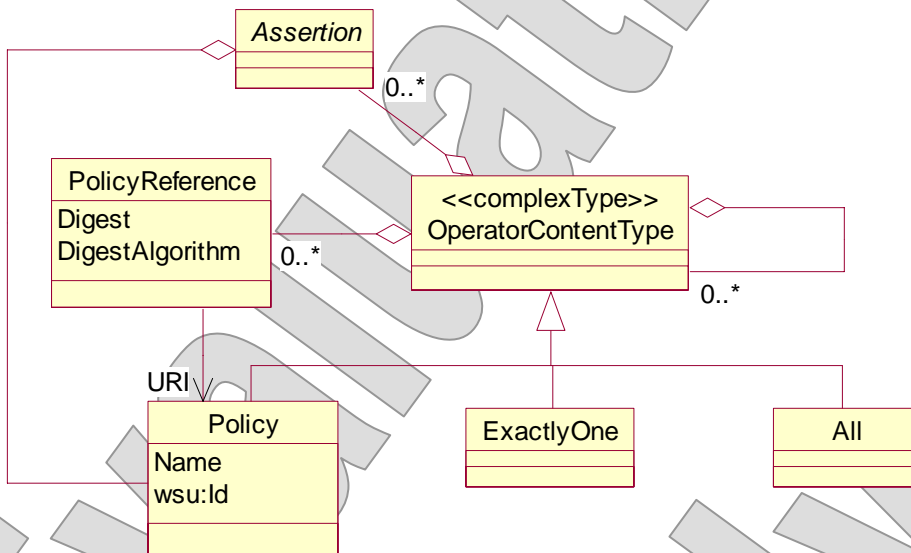 Assertion
0..*
PolicyReference
Digest
DigestAlgorithm
0..*
<<complexType>>
OperatorContentType
0..*
URI
Policy
Name
wsu:Id
ExactlyOne
All